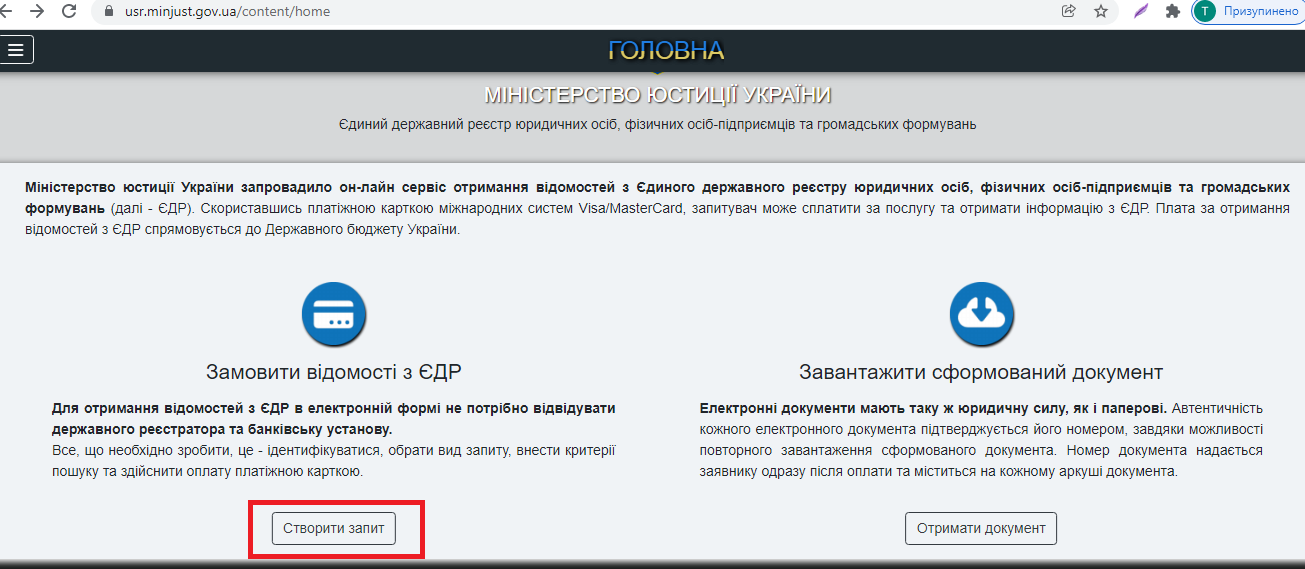 usr.minjust.gov.ua/content/home
Т
Призупинено
ГОЛОВНА
МІНІСТЕРСТВО ЮСТИЦІЇ УКРАЇНИ
Єдиний державний реєстр юридичних осіб, фізичних осіб-підприємців та громадських формувань
Міністерство юстиції України запровадило он-лайн сервіс отримання відомостей з Єдиного державного реєстру юридичних осіб, фізичних осіб-підприємців та громадських
формувань (далі - ЄДР). Скориставшись платіжною карткою міжнародних систем Visa/MasterCard, запитувач може сплатити за послугу та отримати інформацію з ЄДР. Плата за отримання
відомостей з ЄДР спрямовується до Державного бюджету України.
Замовити відомості з ЄДР
Для отримання відомостей з ЄДР в електронній формі не потрібно відвідувати
державного реєстратора та банківську установу.
Все, що необхідно зробити, це - ідентифікуватися, обрати вид запиту, внести критерії
пошуку та здійснити оплату платіжною карткою.
Створити запит
Завантажити сформований документ
Електронні документи мають таку ж юридичну силу, як і паперові. Автентичність
кожного електронного документа підтверджується його номером, завдяки можливості
повторного завантаження сформованого документа. Номер документа надається
заявнику одразу після оплати та міститься на кожному аркуші документа.
Отримати документ